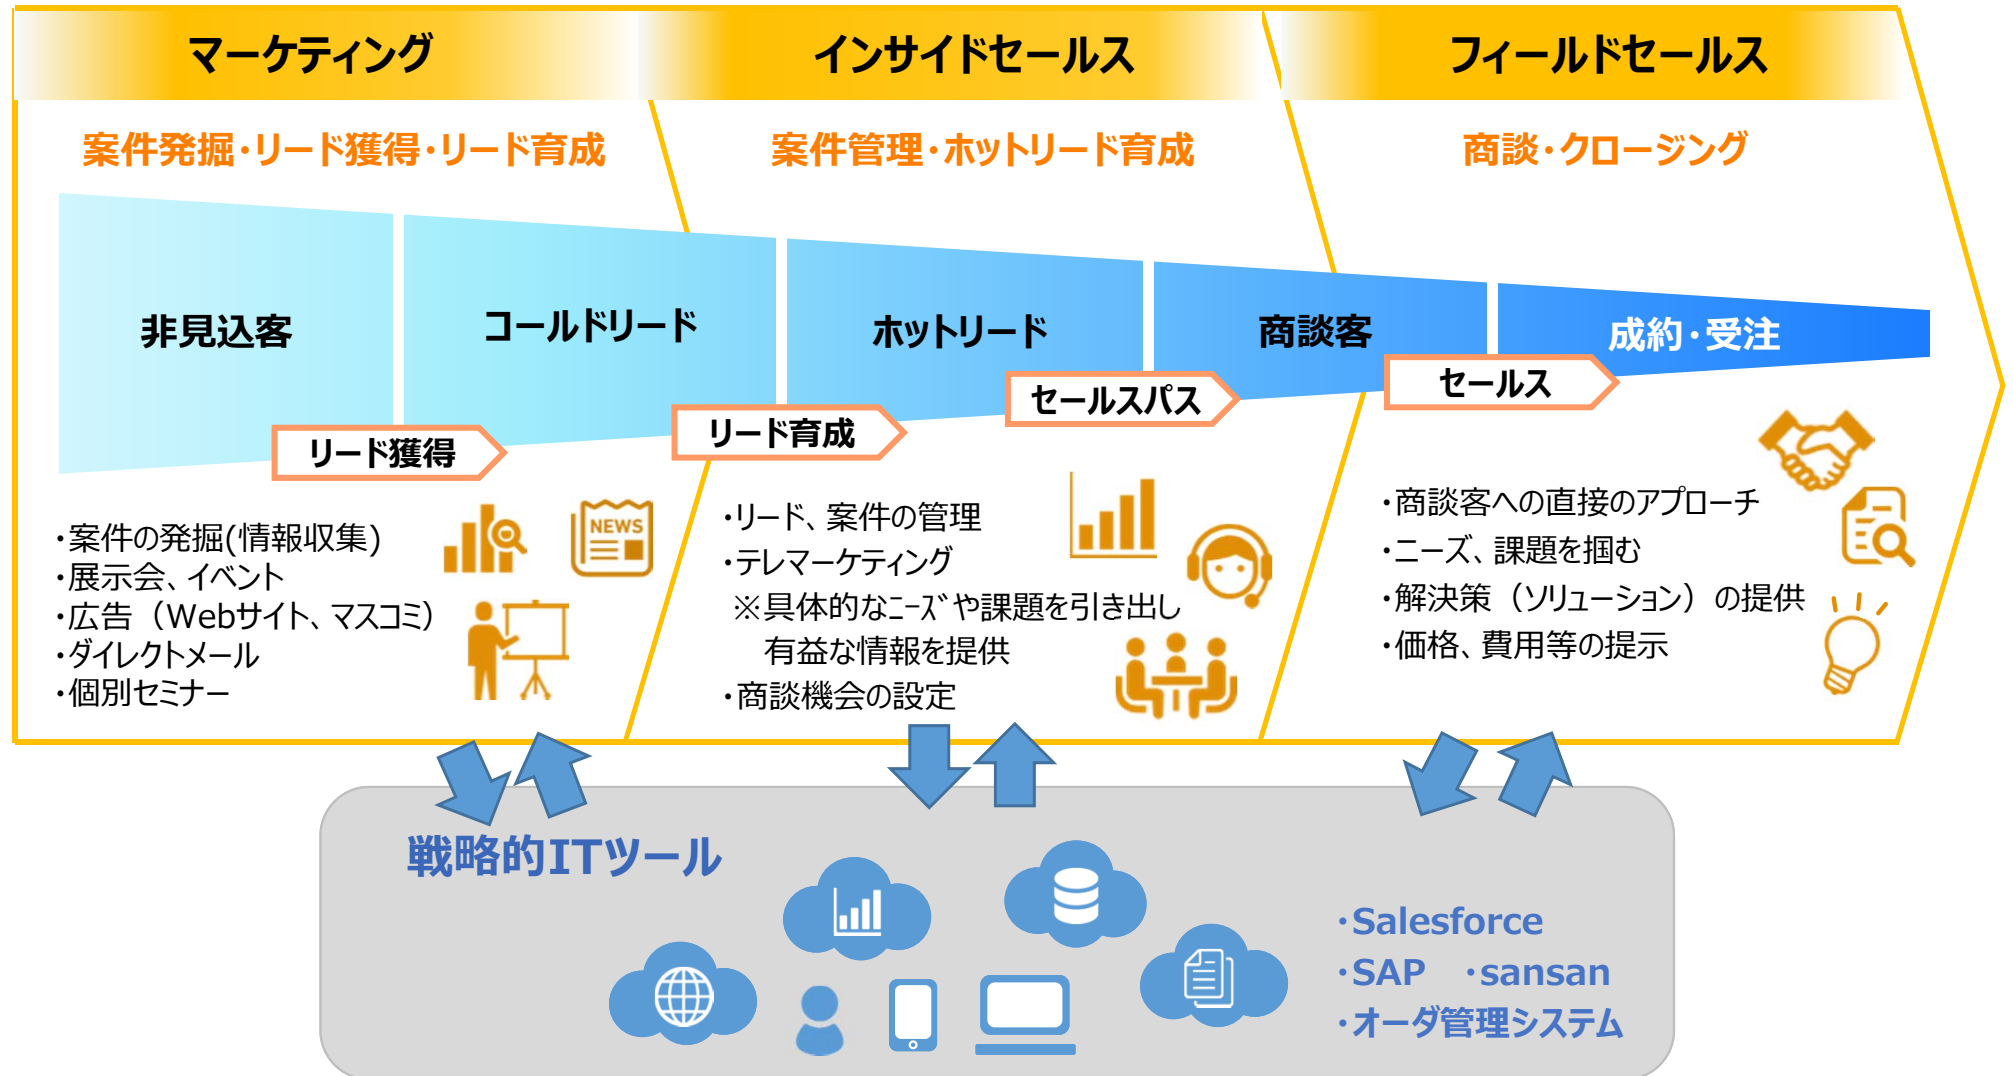 マーケティング
インサイドセールス
フィールドセールス
案件発掘・リード獲得・リード育成
案件管理・ホットリード育成
商談・クロージング
非見込客
コールドリード
ホットリード
商談客
成約・受注
リード獲得
リード育成
セールスパス
セールス
・案件の発掘(情報収集)
・展示会、イベント
・広告（Webサイト、マスコミ）
・ダイレクトメール
・個別セミナー
NEWS
・リード、案件の管理
・テレマーケティング
※具体的なﾆｰｽﾞや課題を引き出し
有益な情報を提供
・商談機会の設定
・商談客への直接のアプローチ
・ニーズ、課題を掴む
・解決策（ソリューション）の提供
・価格、費用等の提示
戦略的ITツール
・Salesforce
・SAP　・sansan
・オーダ管理システム